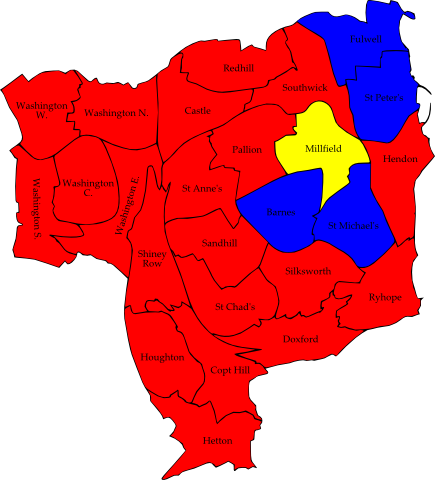 Fulwell
Redhill
St Peter's
Southwick
Washington
W.
Washington N.
Castle
Millfield
Pallion
Hendon
Washington
C.
Washington S.
Washington E.
St Anne's
Barnes
St Michael's
Sandhill
Shiney
Row
Silksworth
Ryhope
St Chad's
Doxford
Houghton
Copt Hill
Hetton